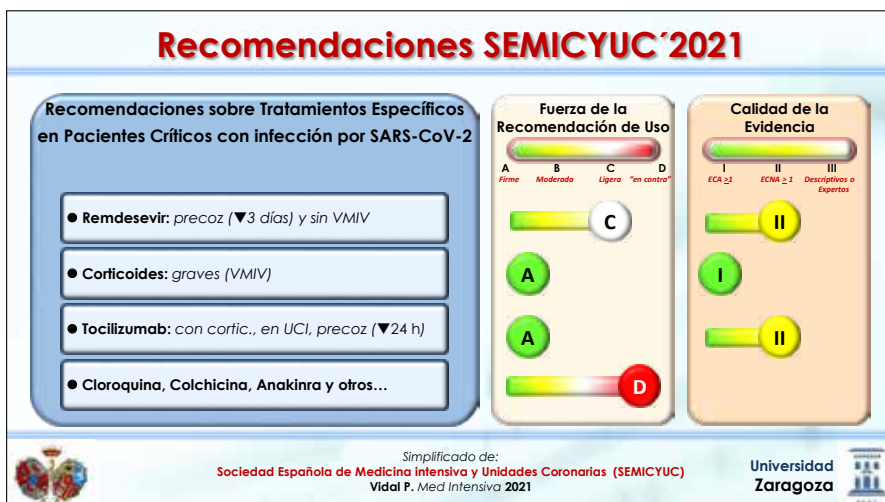 Recomendaciones SEMICYUC´2021
Recomendaciones sobre Tratamientos Específicos
en Pacientes Críticos con infección por SARS-CoV-2
● Remdesevir: precoz (▼3 días) y sin VMIV
● Corticoides: graves (VMIV)
● Tocilizumab: con cortic., en UCI, precoz (▼24 h)
● Cloroquina, Colchicina, Anakinra y otros…
Fuerza de la
Recomendación de Uso
A B C D
Firme Moderada Ligera "en contra"
C
A
A
D
Calidad de la
Evidencia
I II III
ECA ≥1 ECNA ≥ 1 Descriptivos o
Expertos
II
I
II
Simplificado de:
Sociedad Española de Medicina intensiva y Unidades Coronarias (SEMICYUC)
Vidal P. Med Intensiva 2021
Universidad
Zaragoza